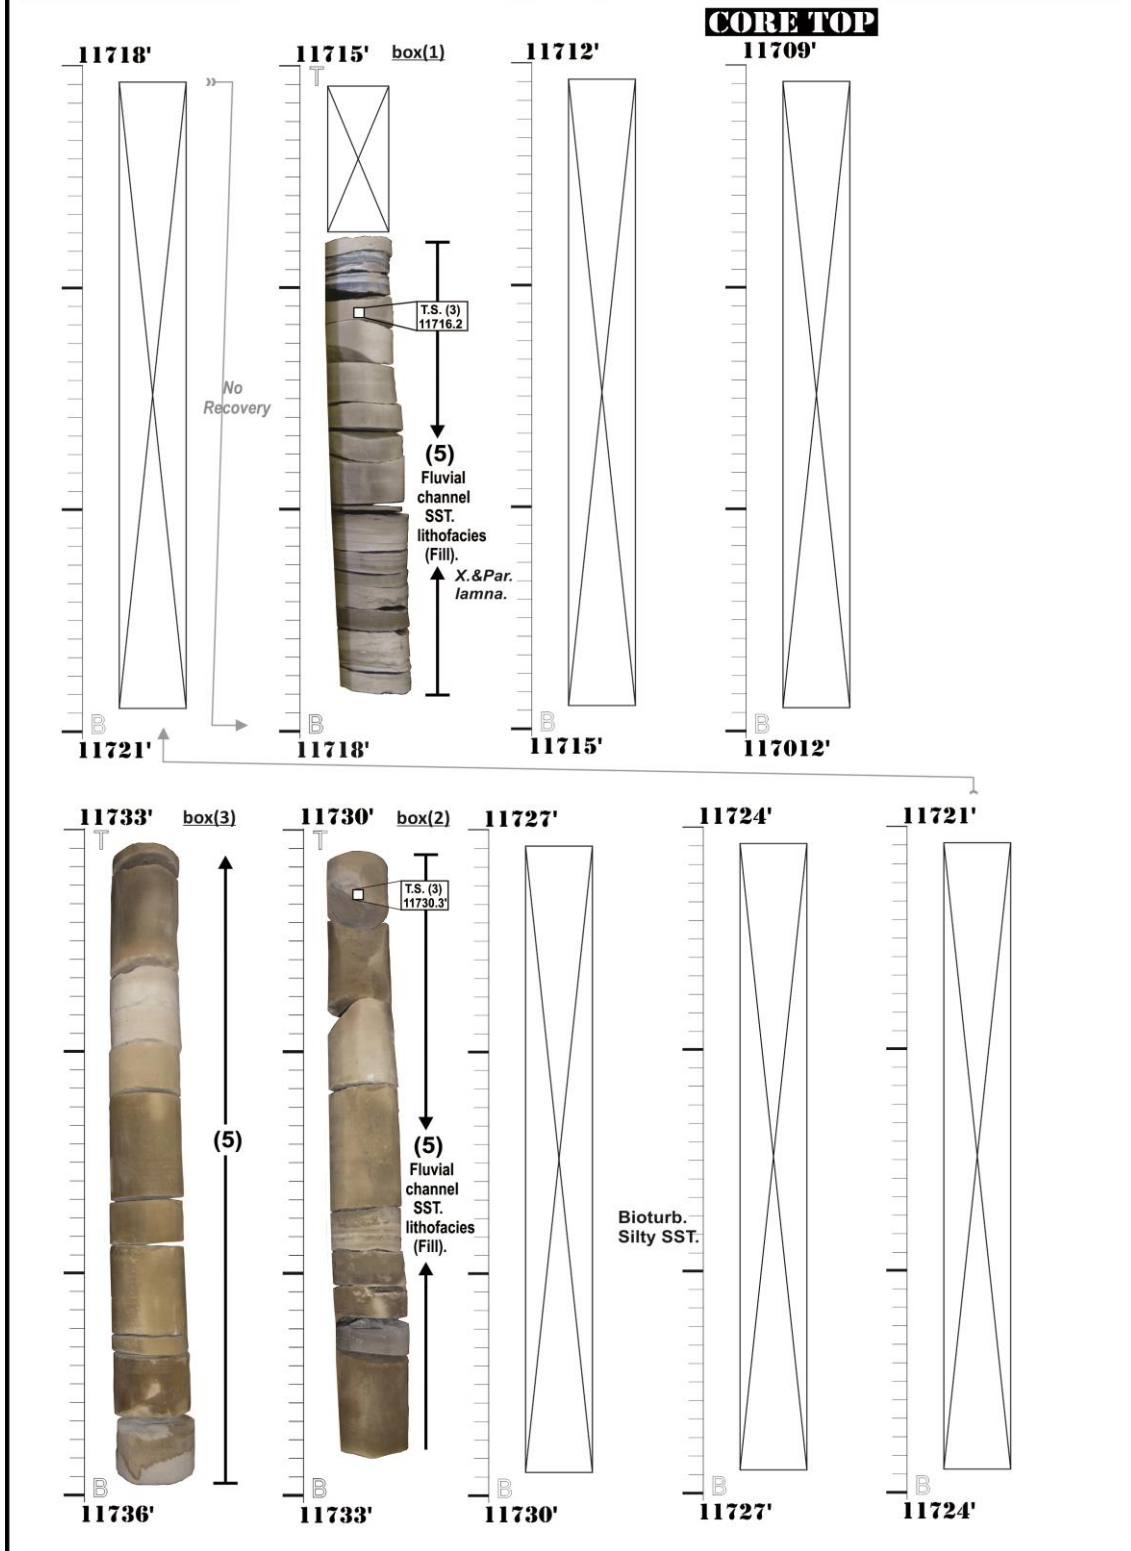 CORE TOP
11718'
11715'
box(1)
11712'
11709'
T
T.S. (3)
11716.2
No
Recovery
(5)
Fluvial
channel
SST.
lithofacies
(Fill).
X.&Par.
lamna.
B
B
B
B
11721'
11718'
11715'
117012'
11733'
box(3)
11730'
box(2)
11727'
11724'
11721'
T
T
T.S. (3)
11730.3'
(5)
(5)
Fluvial
channel
SST.
lithofacies
(Fill).
Bioturb.
Silty SST.
B
B
B
B
B
11736'
11733'
11730'
11727'
11724'